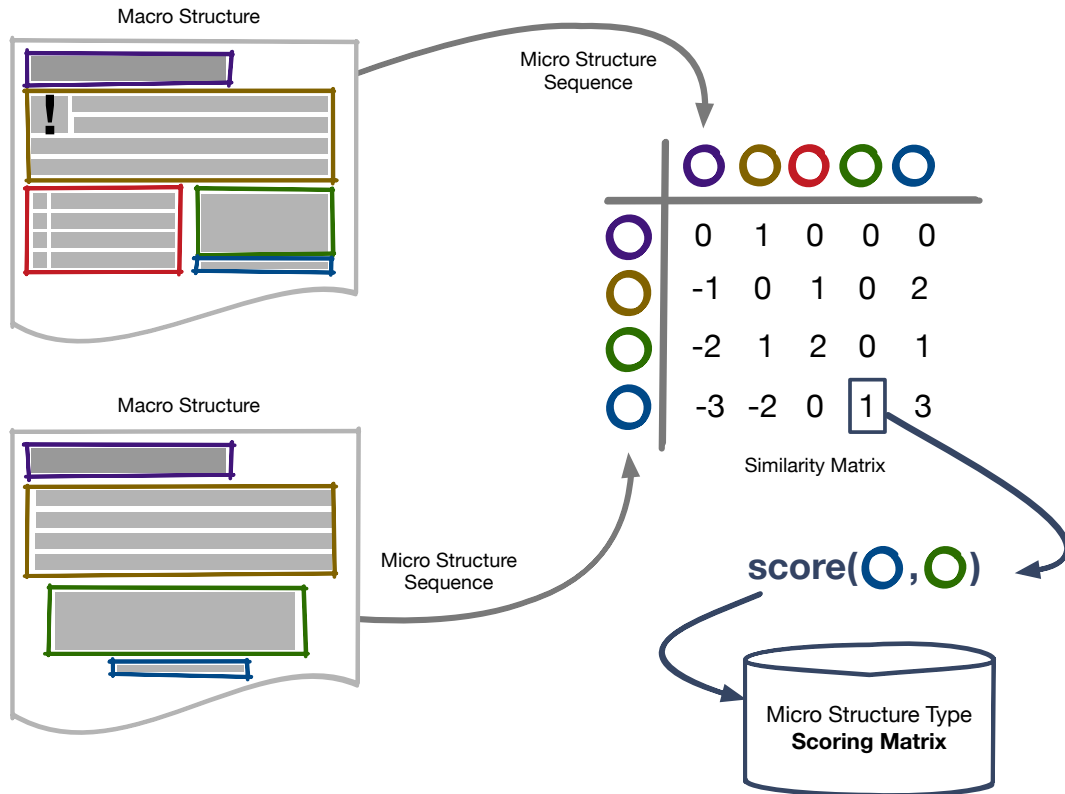 Macro Structure
!
Micro Structure
Sequence
0 1 0 0 0
-1 0 1 0 2
-2 1 2 0 1
-3 -2 0 1 3
Similarity Matrix
Macro Structure
Micro Structure
Sequence
score( , )
Micro Structure Type
Scoring Matrix